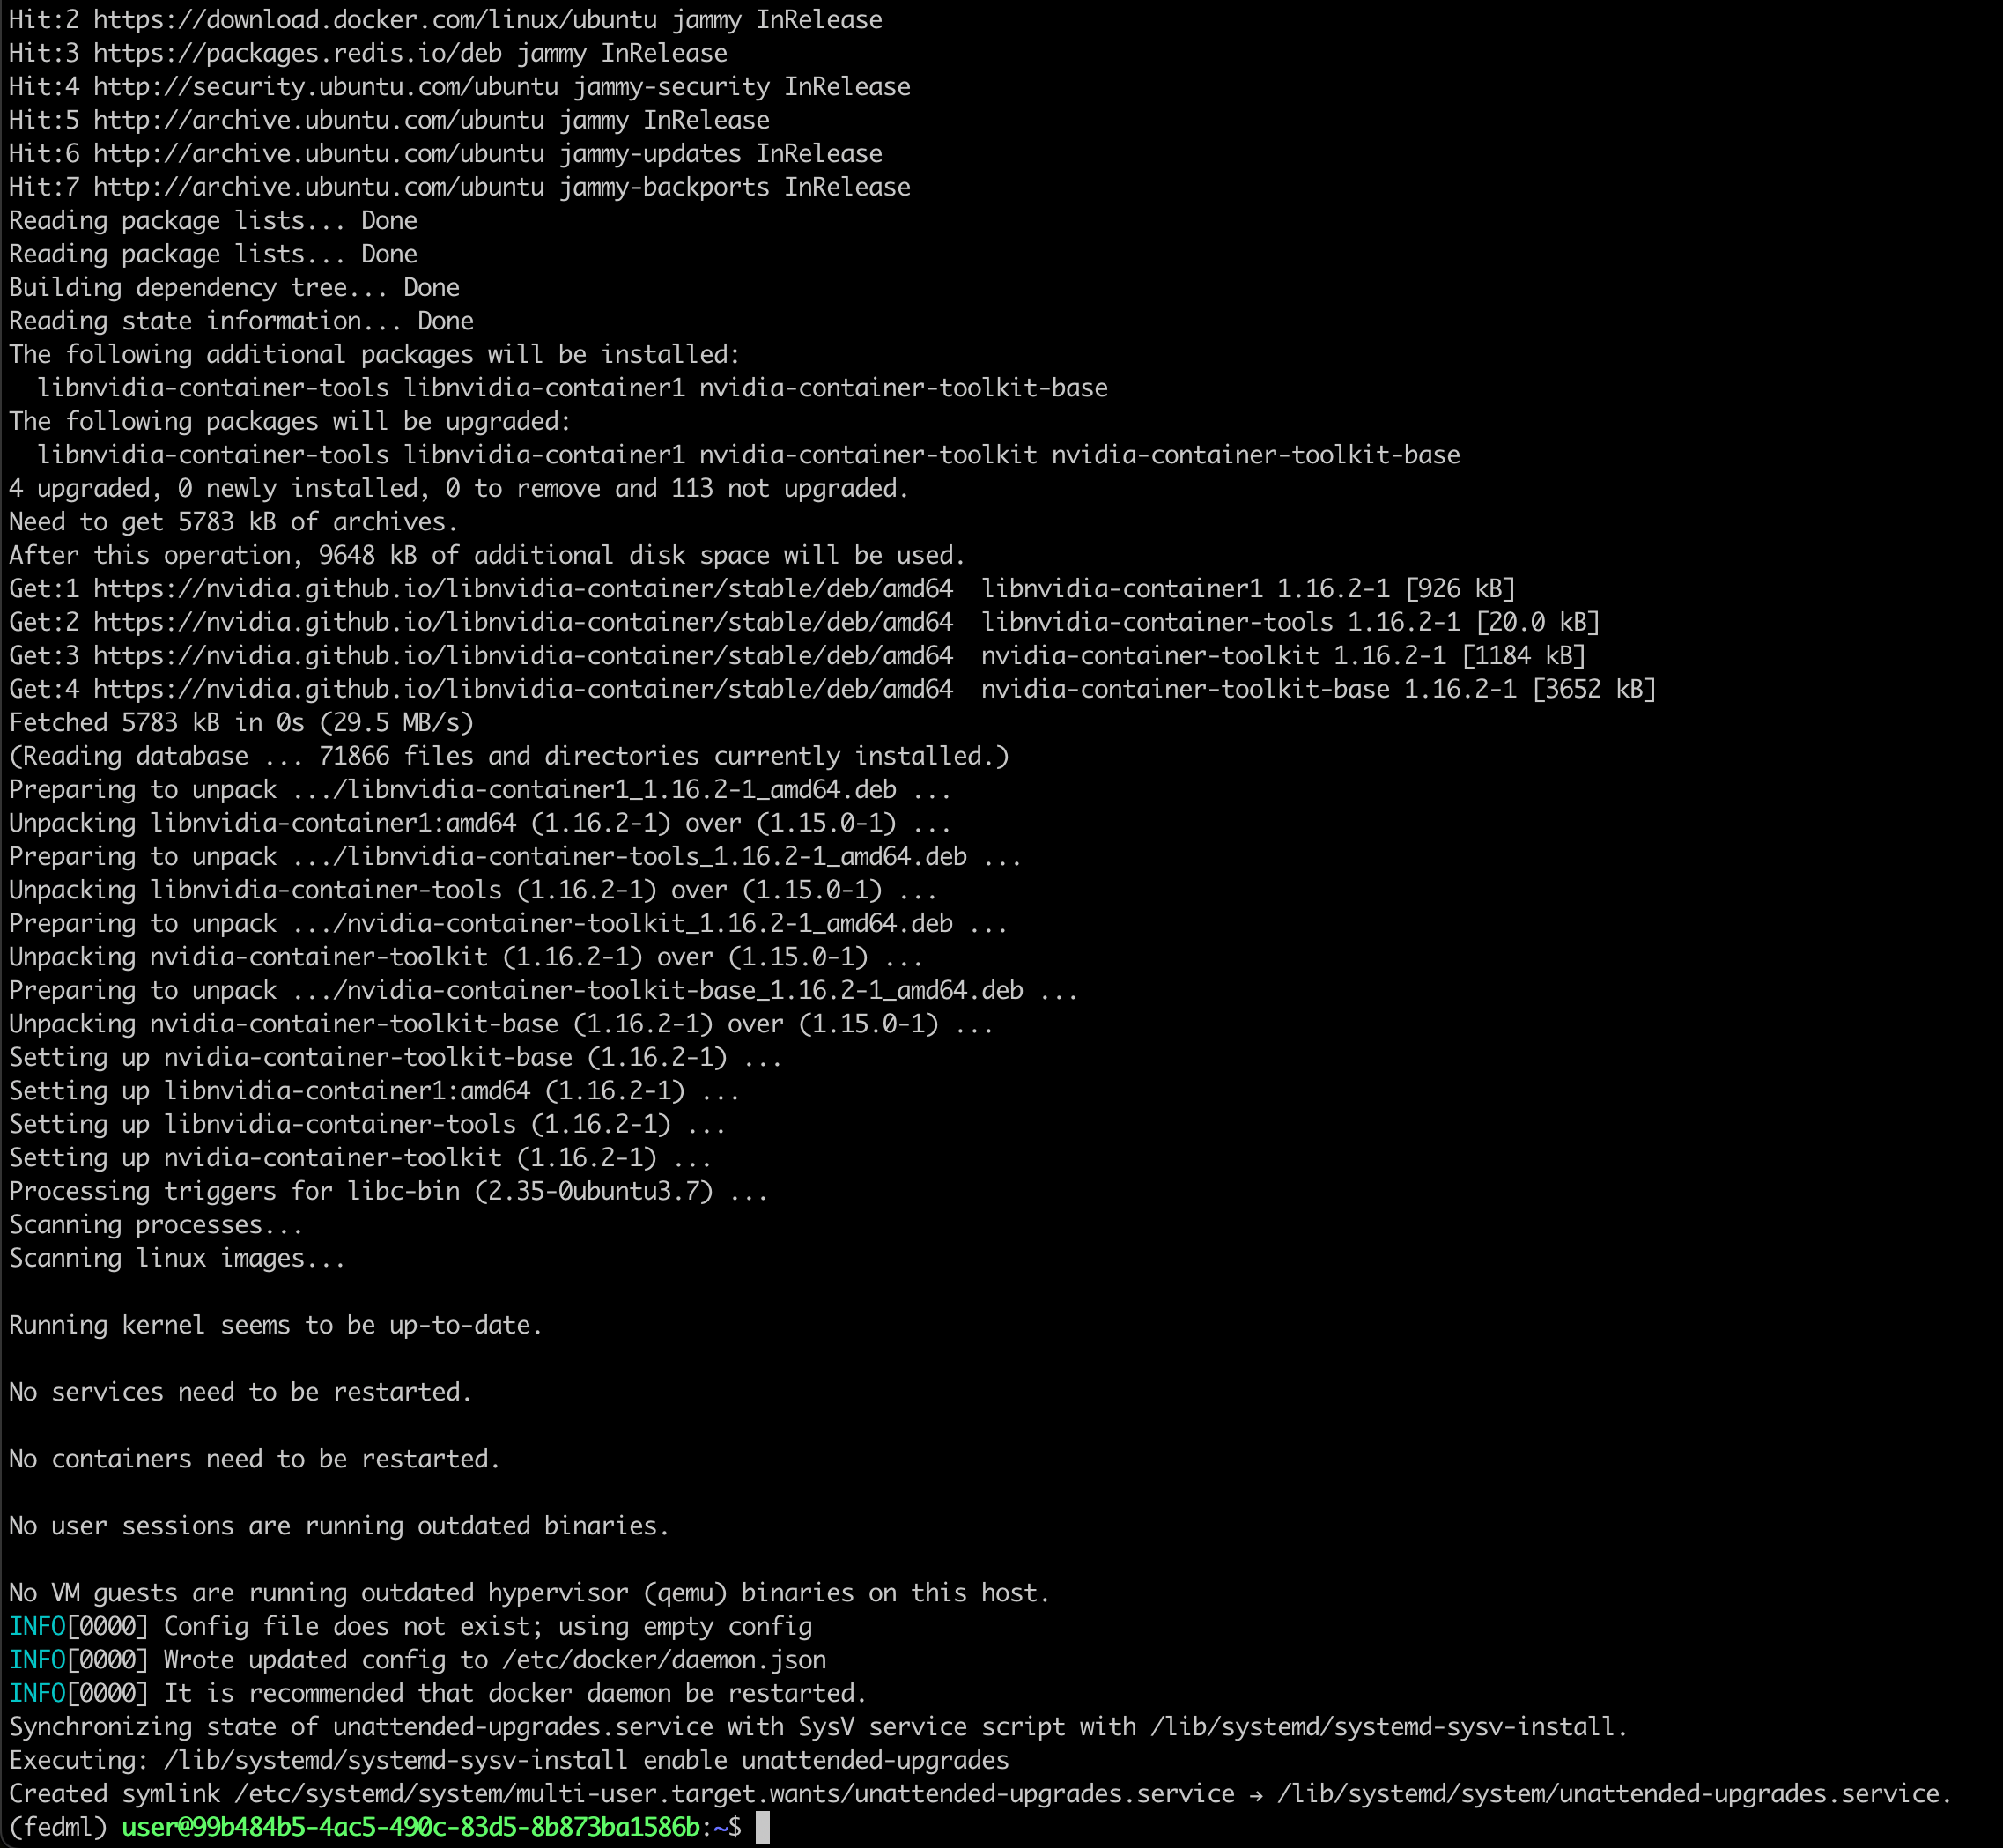 Hit:2 https://download.docker.com/linux/ubuntu jammy InRelease
Hit:3 https://packages.redis.io/deb jammy InRelease
Hit:4 http://security.ubuntu.com/ubuntu jammy-security InRelease
Hit:5 http://archive.ubuntu.com/ubuntu jammy InRelease
Hit:6 http://archive.ubuntu.com/ubuntu jammy-updates InRelease
Hit:7 http://archive.ubuntu.com/ubuntu jammy-backports InRelease
Reading package lists... Done
Reading package lists... Done
Building dependency tree... Done
Reading state information... Done
The following additional packages will be installed:
  libnvidia-container-tools libnvidia-container1 nvidia-container-toolkit-base
The following packages will be upgraded:
  libnvidia-container-tools libnvidia-container1 nvidia-container-toolkit nvidia-container-toolkit-base
4 upgraded, 0 newly installed, 0 to remove and 113 not upgraded.
Need to get 5783 kB of archives.
After this operation, 9648 kB of additional disk space will be used.
Get:1 https://nvidia.github.io/libnvidia-container/stable/deb/amd64  libnvidia-container1 1.16.2-1 [926 kB]
Get:2 https://nvidia.github.io/libnvidia-container/stable/deb/amd64  libnvidia-container-tools 1.16.2-1 [20.0 kB]
Get:3 https://nvidia.github.io/libnvidia-container/stable/deb/amd64  nvidia-container-toolkit 1.16.2-1 [1184 kB]
Get:4 https://nvidia.github.io/libnvidia-container/stable/deb/amd64  nvidia-container-toolkit-base 1.16.2-1 [3652 kB]
Fetched 5783 kB in 0s (29.5 MB/s)
(Reading database ... 71866 files and directories currently installed.)
Preparing to unpack .../libnvidia-container1_1.16.2-1_amd64.deb ...
Unpacking libnvidia-container1:amd64 (1.16.2-1) over (1.15.0-1) ...
Preparing to unpack .../libnvidia-container-tools_1.16.2-1_amd64.deb ...
Unpacking libnvidia-container-tools (1.16.2-1) over (1.15.0-1) ...
Preparing to unpack .../nvidia-container-toolkit_1.16.2-1_amd64.deb ...
Unpacking nvidia-container-toolkit (1.16.2-1) over (1.15.0-1) ...
Preparing to unpack .../nvidia-container-toolkit-base_1.16.2-1_amd64.deb ...
Unpacking nvidia-container-toolkit-base (1.16.2-1) over (1.15.0-1) ...
Setting up nvidia-container-toolkit-base (1.16.2-1) ...
Setting up libnvidia-container1:amd64 (1.16.2-1) ...
Setting up libnvidia-container-tools (1.16.2-1) ...
Setting up nvidia-container-toolkit (1.16.2-1) ...
Processing triggers for libc-bin (2.35-0ubuntu3.7) ...
Scanning processes...
Scanning linux images...
Running kernel seems to be up-to-date.
No services need to be restarted.
No containers need to be restarted.
No user sessions are running outdated binaries.
No VM guests are running outdated hypervisor (qemu) binaries on this host.
INFO[0000] Config file does not exist; using empty config
INFO[0000] Wrote updated config to /etc/docker/daemon.json
INFO[0000] It is recommended that docker daemon be restarted.
Synchronizing state of unattended-upgrades.service with SysV service script with /lib/systemd/systemd-sysv-install.
Executing: /lib/systemd/systemd-sysv-install enable unattended-upgrades
Created symlink /etc/systemd/system/multi-user.target.wants/unattended-upgrades.service → /lib/systemd/system/unattended-upgrades.service.
(fedml) user@99b484b5-4ac5-490c-83d5-8b873ba1586b:~$